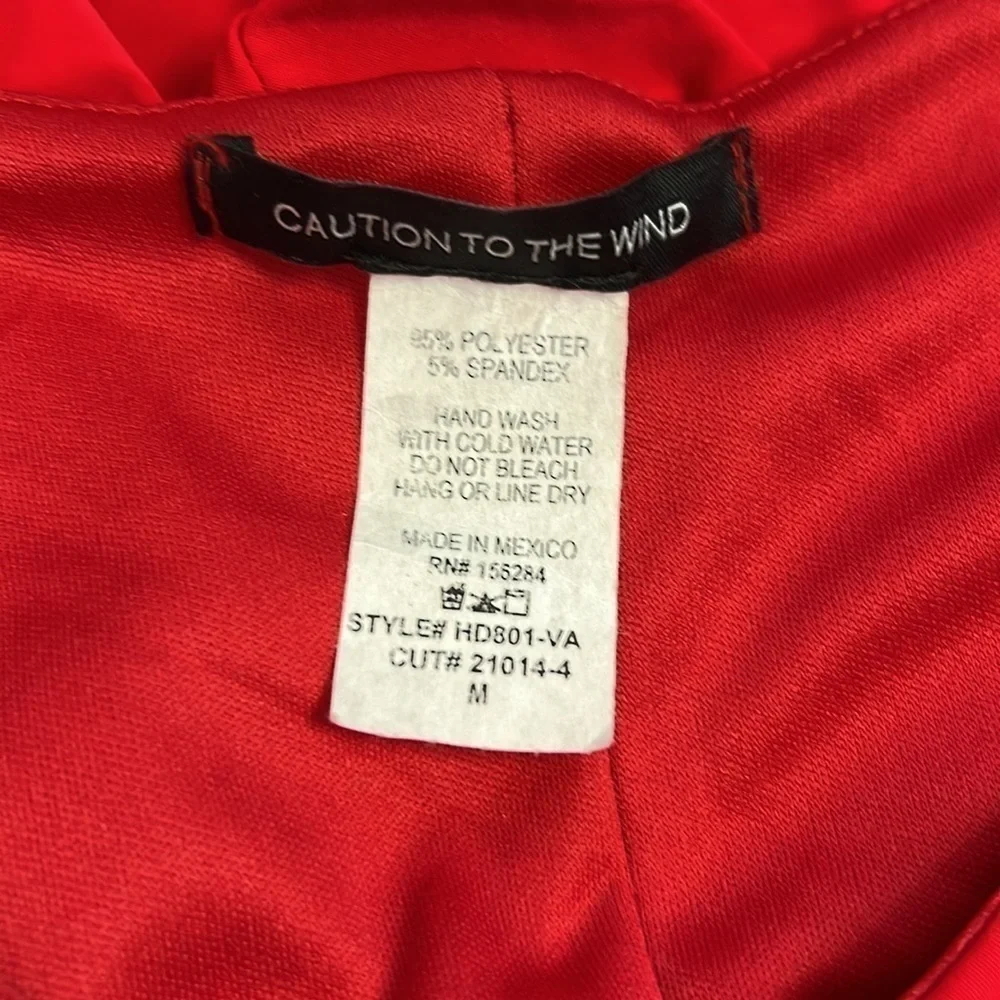 CAUTION TO THE WIND
95% POLYESTER
5% SPANDEX
HAND WASH
WITH COLD WATER
DO NOT BLEACH
HANG OR LINE DRY
MADE IN MEXICO
RN# 156284
STYLE# HD801-VA
CUT# 21014-4
M